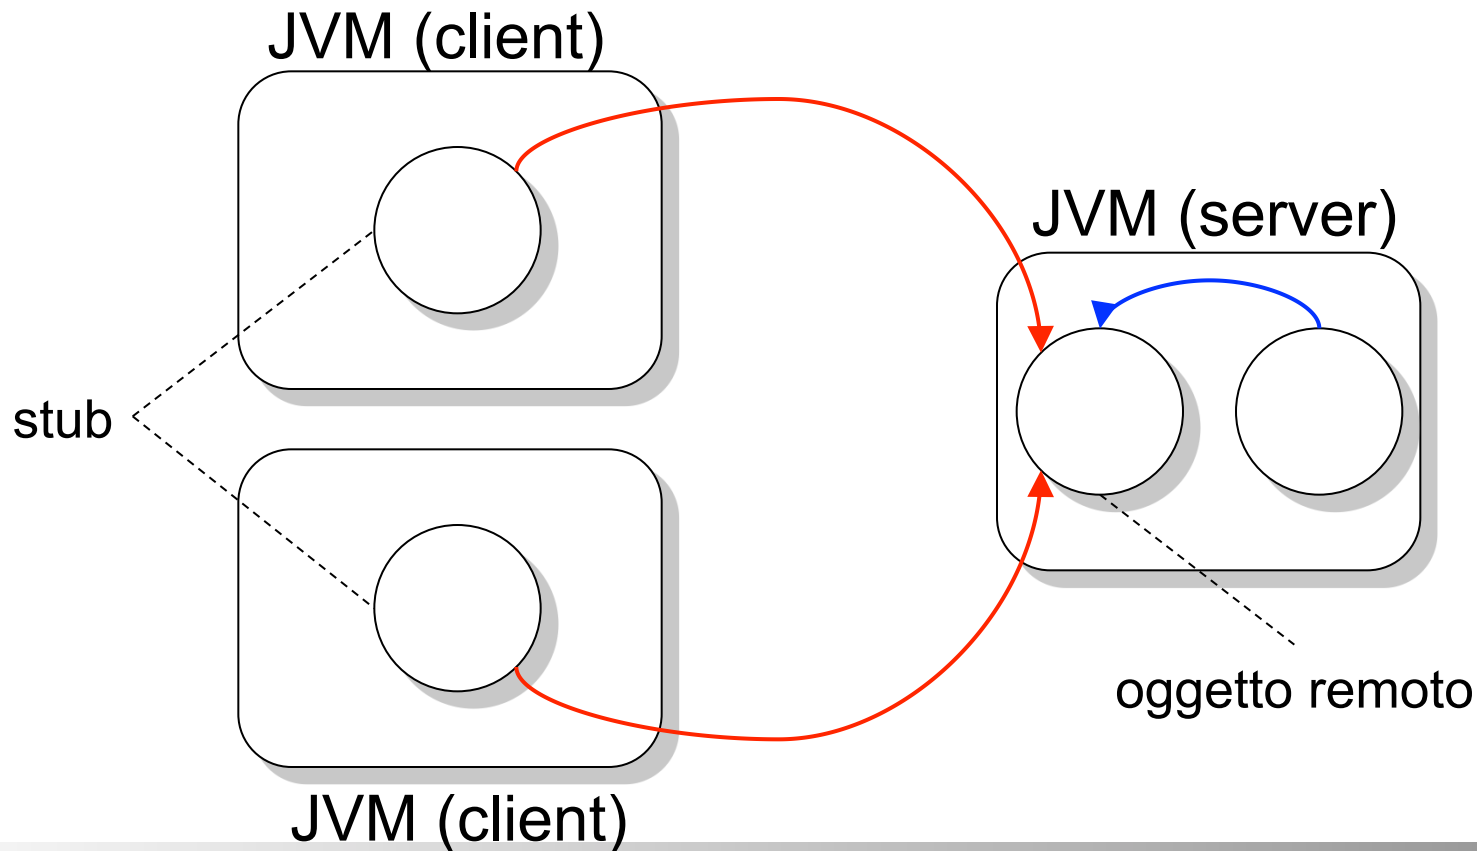 JVM (client)
JVM (server)
stub
oggetto remoto
JVM (client)